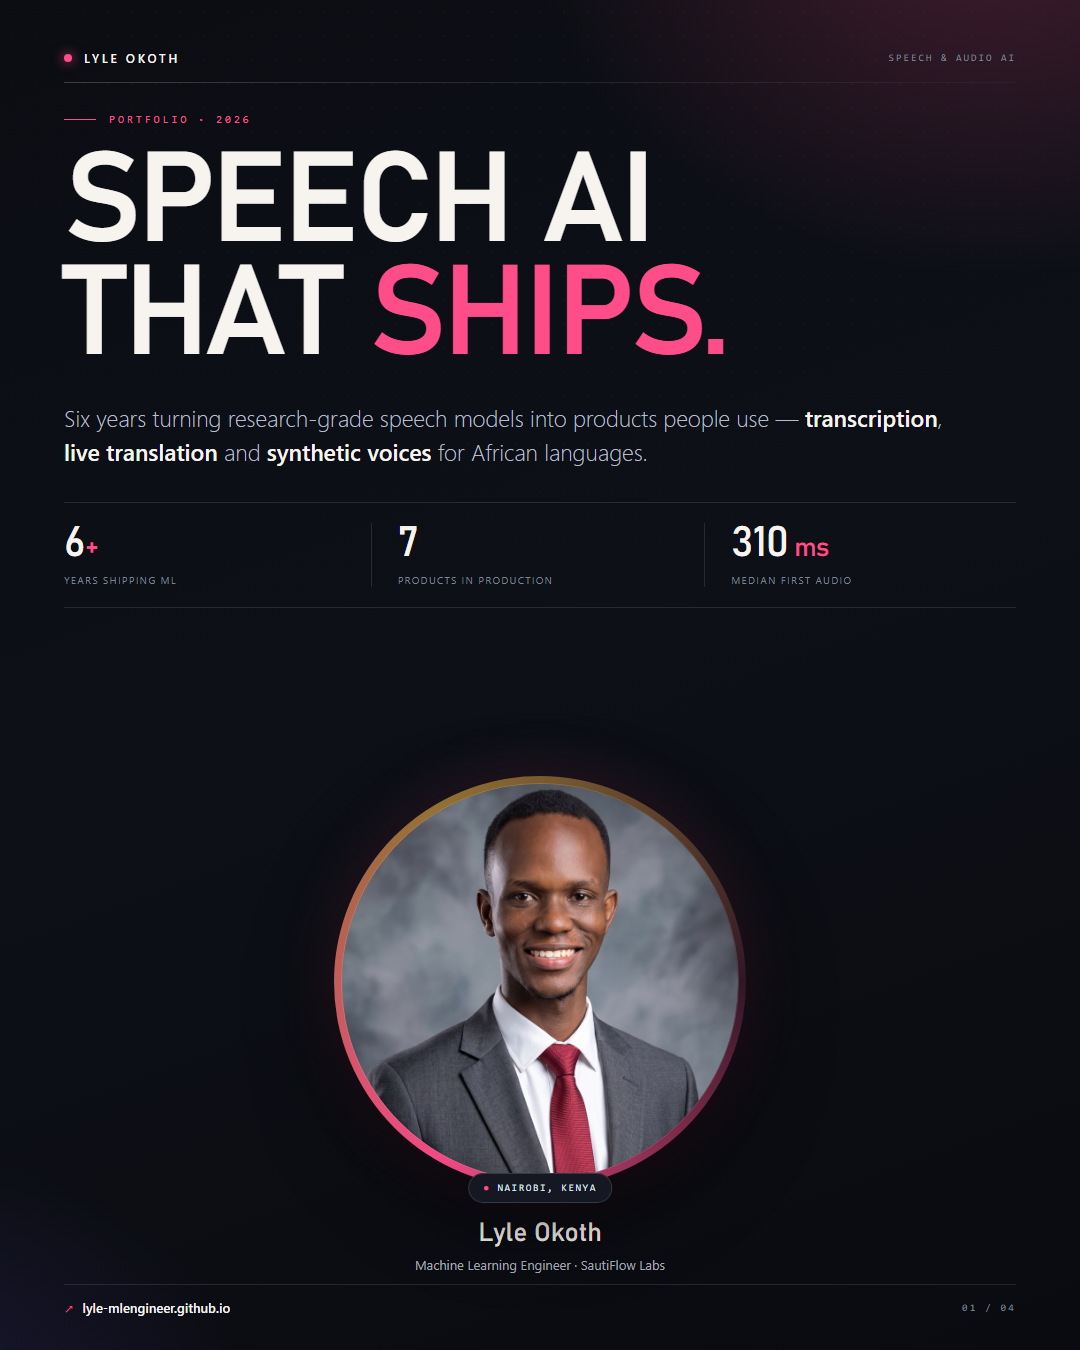 LYLE OKOTH
SPEECH & AUDIO AI
PORTFOLIO · 2026
SPEECH AI
THAT SHIPS.
Six years turning research-grade speech models into products people use — transcription,
live translation and synthetic voices for African languages.
6+
YEARS SHIPPING ML
7
PRODUCTS IN PRODUCTION
310 ms
MEDIAN FIRST AUDIO
NAIROBI, KENYA
Lyle Okoth
Machine Learning Engineer · SautiFlow Labs
↗ lyle-mlengineer.github.io
01 / 04